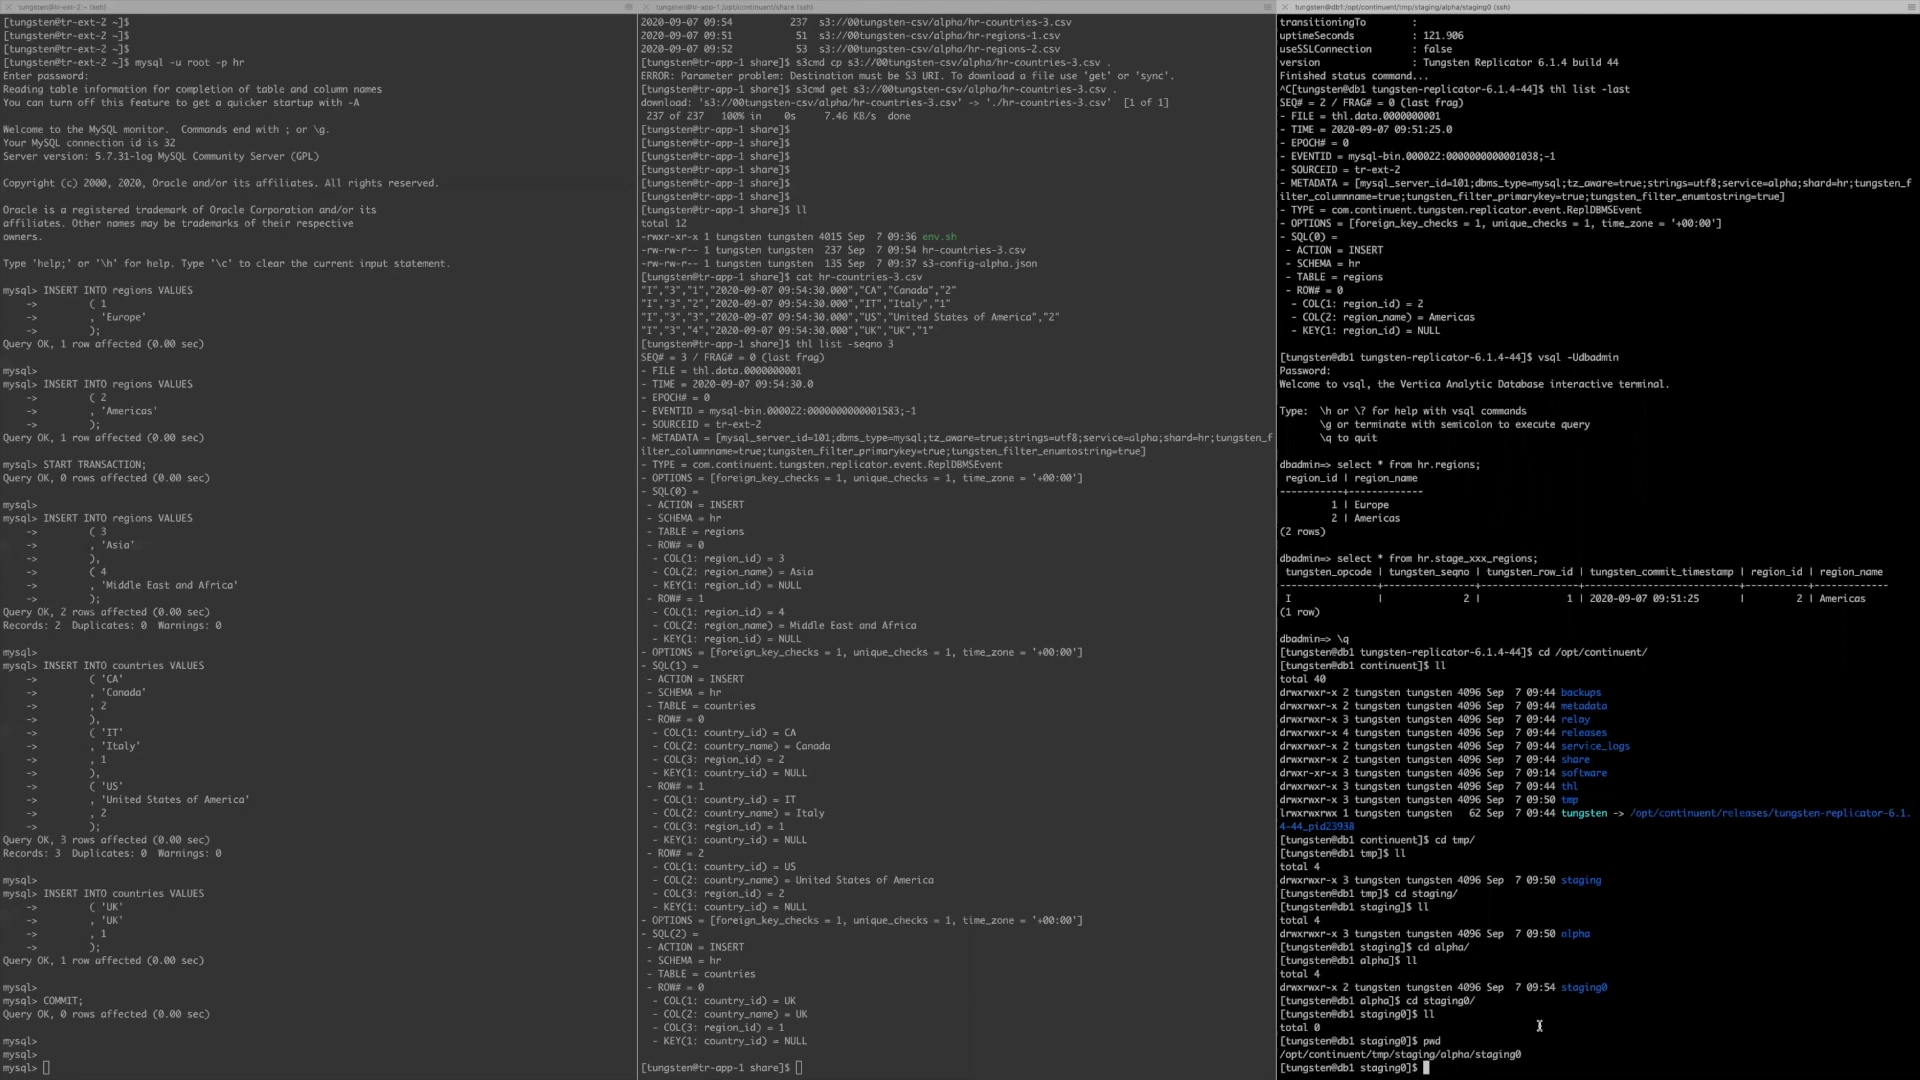 tungsten@tr-ext-2:~ (ssh)
[tungsten@tr-ext-2 ~]$
[tungsten@tr-ext-2 ~]$
[tungsten@tr-ext-2 ~]$
[tungsten@tr-ext-2 ~]$ mysql -u root -p hr
Enter password:
Reading table information for completion of table and column names
You can turn off this feature to get a quicker startup with -A
Welcome to the MySQL monitor.  Commands end with ; or \g.
Your MySQL connection id is 32
Server version: 5.7.31-log MySQL Community Server (GPL)
Copyright (c) 2000, 2020, Oracle and/or its affiliates. All rights reserved.
Oracle is a registered trademark of Oracle Corporation and/or its
affiliates. Other names may be trademarks of their respective
owners.
Type 'help;' or '\h' for help. Type '\c' to clear the current input statement.
mysql> INSERT INTO regions VALUES
-> ( 1
-> , 'Europe'
-> );
Query OK, 1 row affected (0.00 sec)
mysql>
mysql> INSERT INTO regions VALUES
-> ( 2
-> , 'Americas'
-> );
Query OK, 1 row affected (0.00 sec)
mysql> START TRANSACTION;
Query OK, 0 rows affected (0.00 sec)
mysql>
mysql> INSERT INTO regions VALUES
-> ( 3
-> , 'Asia'
-> ),
-> ( 4
-> , 'Middle East and Africa'
-> );
Query OK, 2 rows affected (0.00 sec)
Records: 2  Duplicates: 0  Warnings: 0
mysql>
mysql> INSERT INTO countries VALUES
-> ( 'CA'
-> , 'Canada'
-> , 2
-> ),
-> ( 'IT'
-> , 'Italy'
-> , 1
-> ),
-> ( 'US'
-> , 'United States of America'
-> , 2
-> );
Query OK, 3 rows affected (0.00 sec)
Records: 3  Duplicates: 0  Warnings: 0
mysql>
mysql> INSERT INTO countries VALUES
-> ( 'UK'
-> , 'UK'
-> , 1
-> );
Query OK, 1 row affected (0.00 sec)
mysql>
mysql> COMMIT;
Query OK, 0 rows affected (0.00 sec)
mysql>
mysql>
mysql>
tungsten@tr-app-1:/opt/continuent/share (ssh)
2020-09-07 09:54       237   s3://00tungsten-csv/alpha/hr-countries-3.csv
2020-09-07 09:51        51   s3://00tungsten-csv/alpha/hr-regions-1.csv
2020-09-07 09:52        53   s3://00tungsten-csv/alpha/hr-regions-2.csv
[tungsten@tr-app-1 share]$ s3cmd cp s3://00tungsten-csv/alpha/hr-countries-3.csv .
ERROR: Parameter problem: Destination must be S3 URI. To download a file use 'get' or 'sync'.
[tungsten@tr-app-1 share]$ s3cmd get s3://00tungsten-csv/alpha/hr-countries-3.csv .
download: 's3://00tungsten-csv/alpha/hr-countries-3.csv' -> './hr-countries-3.csv'  [1 of 1]
237 of 237   100% in    0s     7.46 KB/s  done
[tungsten@tr-app-1 share]$
[tungsten@tr-app-1 share]$
[tungsten@tr-app-1 share]$
[tungsten@tr-app-1 share]$
[tungsten@tr-app-1 share]$
[tungsten@tr-app-1 share]$
[tungsten@tr-app-1 share]$ ll
total 12
-rwxr-xr-x 1 tungsten tungsten 4015 Sep  7 09:36 env.sh
-rw-rw-r-- 1 tungsten tungsten  237 Sep  7 09:54 hr-countries-3.csv
-rw-rw-r-- 1 tungsten tungsten  135 Sep  7 09:37 s3-config-alpha.json
[tungsten@tr-app-1 share]$ cat hr-countries-3.csv
"I","3","1","2020-09-07 09:54:30.000","CA","Canada","2"
"I","3","2","2020-09-07 09:54:30.000","IT","Italy","1"
"I","3","3","2020-09-07 09:54:30.000","US","United States of America","2"
"I","3","4","2020-09-07 09:54:30.000","UK","UK","1"
[tungsten@tr-app-1 share]$ thl list -seqno 3
SEQ# = 3 / FRAG# = 0 (last frag)
- FILE = thl.data.0000000001
- TIME = 2020-09-07 09:54:30.0
- EPOCH# = 0
- EVENTID = mysql-bin.000022:0000000000001583;-1
- SOURCEID = tr-ext-2
- METADATA = [mysql_server_id=101;dbms_type=mysql;tz_aware=true;strings=utf8;service=alpha;shard=hr;tungsten_f
ilter_columnname=true;tungsten_filter_primarykey=true;tungsten_filter_enumtostring=true]
- TYPE = com.continuent.tungsten.replicator.event.ReplDBMSEvent
- OPTIONS = [foreign_key_checks = 1, unique_checks = 1, time_zone = '+00:00']
- SQL(0) =
- ACTION = INSERT
- SCHEMA = hr
- TABLE = regions
- ROW# = 0
- COL(1: region_id) = 3
- COL(2: region_name) = Asia
- KEY(1: region_id) = NULL
- ROW# = 1
- COL(1: region_id) = 4
- COL(2: region_name) = Middle East and Africa
- KEY(1: region_id) = NULL
- OPTIONS = [foreign_key_checks = 1, unique_checks = 1, time_zone = '+00:00']
- SQL(1) =
- ACTION = INSERT
- SCHEMA = hr
- TABLE = countries
- ROW# = 0
- COL(1: country_id) = CA
- COL(2: country_name) = Canada
- COL(3: region_id) = 2
- KEY(1: country_id) = NULL
- ROW# = 1
- COL(1: country_id) = IT
- COL(2: country_name) = Italy
- COL(3: region_id) = 1
- KEY(1: country_id) = NULL
- ROW# = 2
- COL(1: country_id) = US
- COL(2: country_name) = United States of America
- COL(3: region_id) = 2
- KEY(1: country_id) = NULL
- OPTIONS = [foreign_key_checks = 1, unique_checks = 1, time_zone = '+00:00']
- SQL(2) =
- ACTION = INSERT
- SCHEMA = hr
- TABLE = countries
- ROW# = 0
- COL(1: country_id) = UK
- COL(2: country_name) = UK
- COL(3: region_id) = 1
- KEY(1: country_id) = NULL
[tungsten@tr-app-1 share]$
tungsten@db1:/opt/continuent/tmp/staging/alpha/staging0 (ssh)
transitioningTo        :
uptimeSeconds          : 121.906
useSSLConnection       : false
version                : Tungsten Replicator 6.1.4 build 44
Finished status command...
^C[tungsten@db1 tungsten-replicator-6.1.4-44]$ thl list -last
SEQ# = 2 / FRAG# = 0 (last frag)
- FILE = thl.data.0000000001
- TIME = 2020-09-07 09:51:25.0
- EPOCH# = 0
- EVENTID = mysql-bin.000022:0000000000001038;-1
- SOURCEID = tr-ext-2
- METADATA = [mysql_server_id=101;dbms_type=mysql;tz_aware=true;strings=utf8;service=alpha;shard=hr;tungsten_f
ilter_columnname=true;tungsten_filter_primarykey=true;tungsten_filter_enumtostring=true]
- TYPE = com.continuent.tungsten.replicator.event.ReplDBMSEvent
- OPTIONS = [foreign_key_checks = 1, unique_checks = 1, time_zone = '+00:00']
- SQL(0) =
- ACTION = INSERT
- SCHEMA = hr
- TABLE = regions
- ROW# = 0
- COL(1: region_id) = 2
- COL(2: region_name) = Americas
- KEY(1: region_id) = NULL
[tungsten@db1 tungsten-replicator-6.1.4-44]$ vsql -Udbadmin
Password:
Welcome to vsql, the Vertica Analytic Database interactive terminal.
Type:  \h or \? for help with vsql commands
\g or terminate with semicolon to execute query
\q to quit
dbadmin=> select * from hr.regions;
region_id | region_name
-----------+-------------
1 | Europe
2 | Americas
(2 rows)
dbadmin=> select * from hr.stage_xxx_regions;
tungsten_opcode | tungsten_seqno | tungsten_row_id | tungsten_commit_timestamp | region_id | region_name
-----------------+----------------+-----------------+---------------------------+-----------+-------------
I               |              2 |               1 | 2020-09-07 09:51:25       |         2 | Americas
(1 row)
dbadmin=> \q
[tungsten@db1 tungsten-replicator-6.1.4-44]$ cd /opt/continuent/
[tungsten@db1 continuent]$ ll
total 40
drwxrwxr-x 2 tungsten tungsten 4096 Sep  7 09:44 backups
drwxrwxr-x 2 tungsten tungsten 4096 Sep  7 09:44 metadata
drwxrwxr-x 3 tungsten tungsten 4096 Sep  7 09:44 relay
drwxrwxr-x 4 tungsten tungsten 4096 Sep  7 09:44 releases
drwxrwxr-x 2 tungsten tungsten 4096 Sep  7 09:44 service_logs
drwxrwxr-x 2 tungsten tungsten 4096 Sep  7 09:44 share
drwxr-xr-x 3 tungsten tungsten 4096 Sep  7 09:14 software
drwxrwxr-x 3 tungsten tungsten 4096 Sep  7 09:44 thl
drwxrwxr-x 3 tungsten tungsten 4096 Sep  7 09:50 tmp
lrwxrwxrwx 1 tungsten tungsten   62 Sep  7 09:44 tungsten -> /opt/continuent/releases/tungsten-replicator-6.1.
4-44_pid23938
[tungsten@db1 continuent]$ cd tmp/
[tungsten@db1 tmp]$ ll
total 4
drwxrwxr-x 3 tungsten tungsten 4096 Sep  7 09:50 staging
[tungsten@db1 tmp]$ cd staging/
[tungsten@db1 staging]$ ll
total 4
drwxrwxr-x 3 tungsten tungsten 4096 Sep  7 09:50 alpha
[tungsten@db1 staging]$ cd alpha/
[tungsten@db1 alpha]$ ll
total 4
drwxrwxr-x 2 tungsten tungsten 4096 Sep  7 09:54 staging0
[tungsten@db1 alpha]$ cd staging0/
[tungsten@db1 staging0]$ ll
total 0
[tungsten@db1 staging0]$ pwd
/opt/continuent/tmp/staging/alpha/staging0
[tungsten@db1 staging0]$